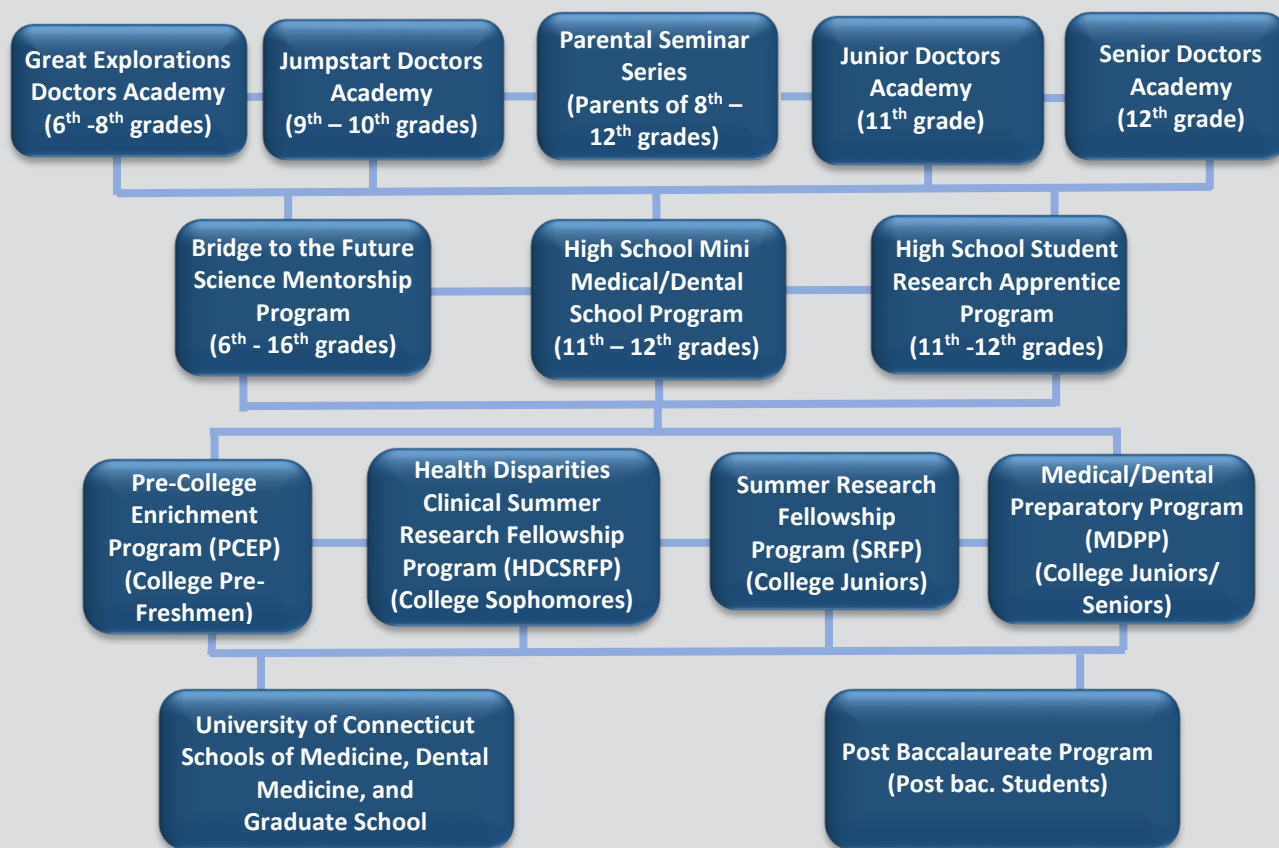 Great Explorations
Doctors Academy
(6th -8th grades)
Jumpstart Doctors
Academy
(9th – 10th grades)
Parental Seminar
Series
(Parents of 8th –
12th grades)
Junior Doctors
Academy
(11th grade)
Senior Doctors
Academy
(12th grade)
Bridge to the Future
Science Mentorship
Program
(6th - 16th grades)
High School Mini
Medical/Dental
School Program
(11th – 12th grades)
High School Student
Research Apprentice
Program
(11th -12th grades)
Pre-College
Enrichment
Program (PCEP)
(College Pre-
Freshmen)
Health Disparities
Clinical Summer
Research Fellowship
Program (HDCSRFP)
(College Sophomores)
Summer Research
Fellowship
Program (SRFP)
(College Juniors)
Medical/Dental
Preparatory Program
(MDPP)
(College Juniors/
Seniors)
University of Connecticut
Schools of Medicine, Dental
Medicine, and
Graduate School
Post Baccalaureate Program
(Post bac. Students)